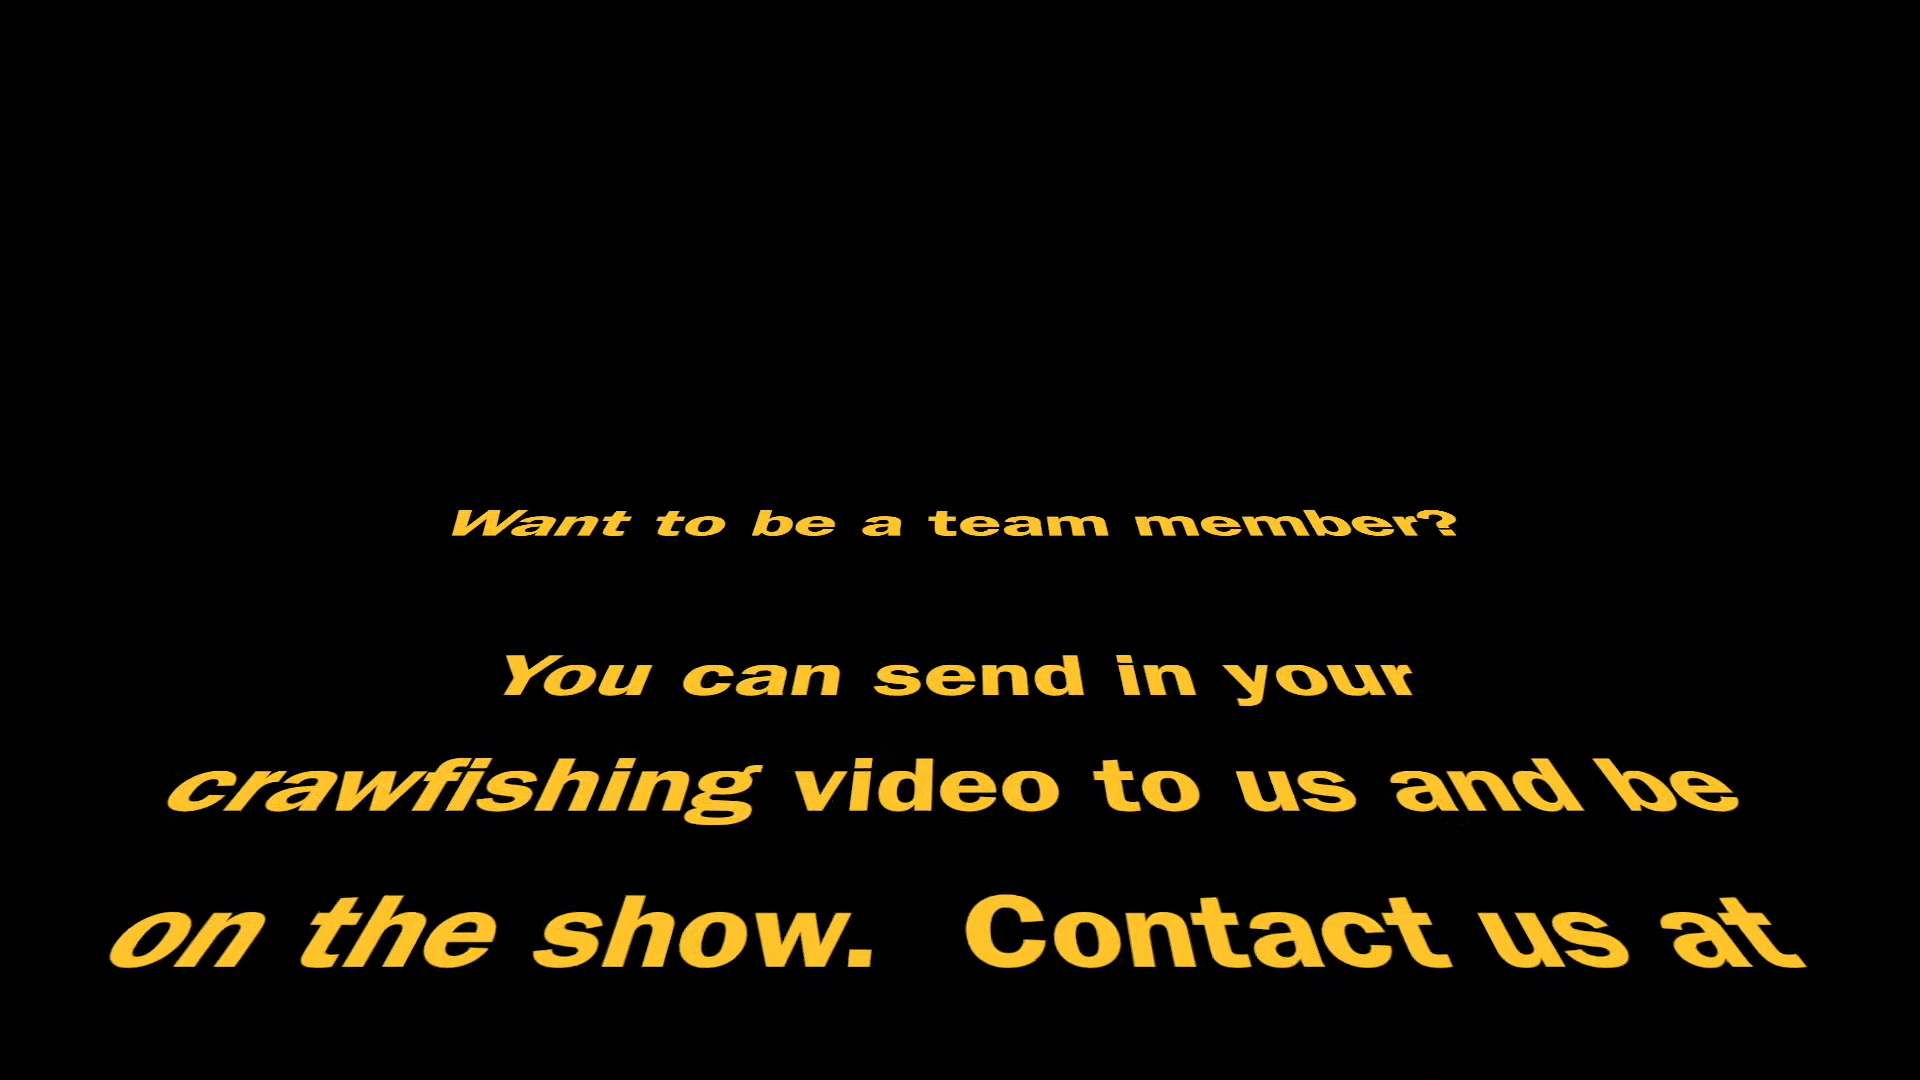 Want to be a team member?
You can send in your
crawfishing video to us and be
on the show.  Contact us at